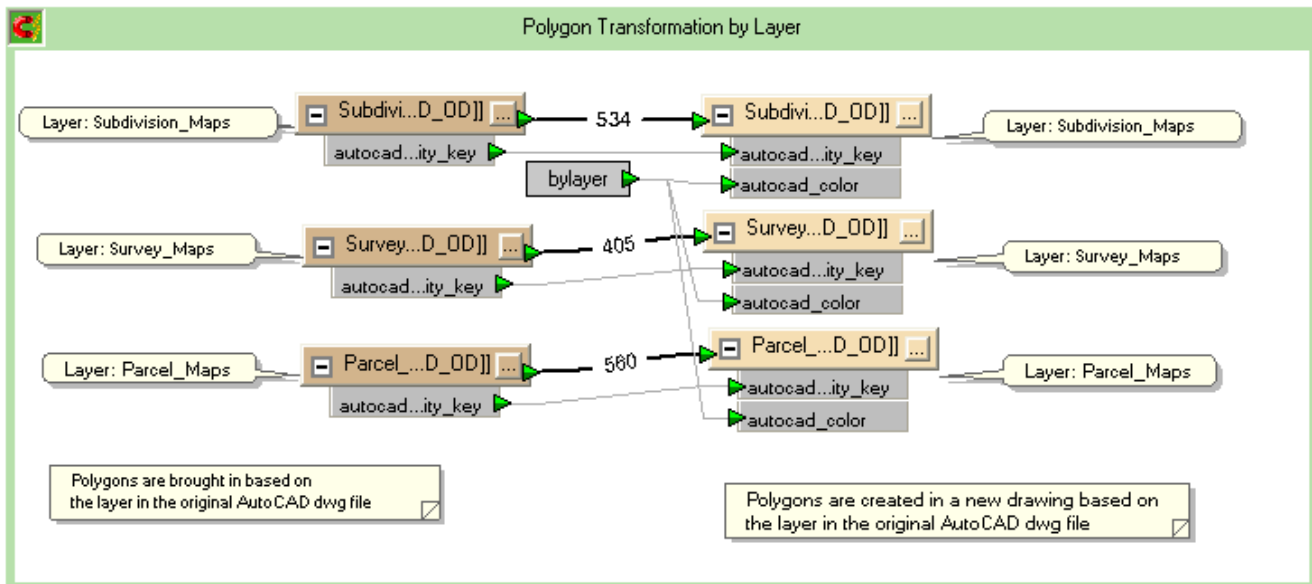 Polygon Transformation by Layer
Layer: Subdivision_Maps
Subdivi...D_OD]] ...
534
Subdivi...D_OD]] ...
Layer: Subdivision_Maps
autocad...ity_key
autocad...ity_key
bylayer
autocad_color
Layer: Survey_Maps
Survey...D_OD]] ...
405
Survey...D_OD]] ...
Layer: Survey_Maps
autocad...ity_key
autocad...ity_key
autocad_color
Layer: Parcel_Maps
Parcel_...D_OD]] ...
560
Parcel_...D_OD]] ...
Layer: Parcel_Maps
autocad...ity_key
autocad...ity_key
autocad_color
Polygons are brought in based on
the layer in the original AutoCAD dwg file
Polygons are created in a new drawing based on
the layer in the original AutoCAD dwg file